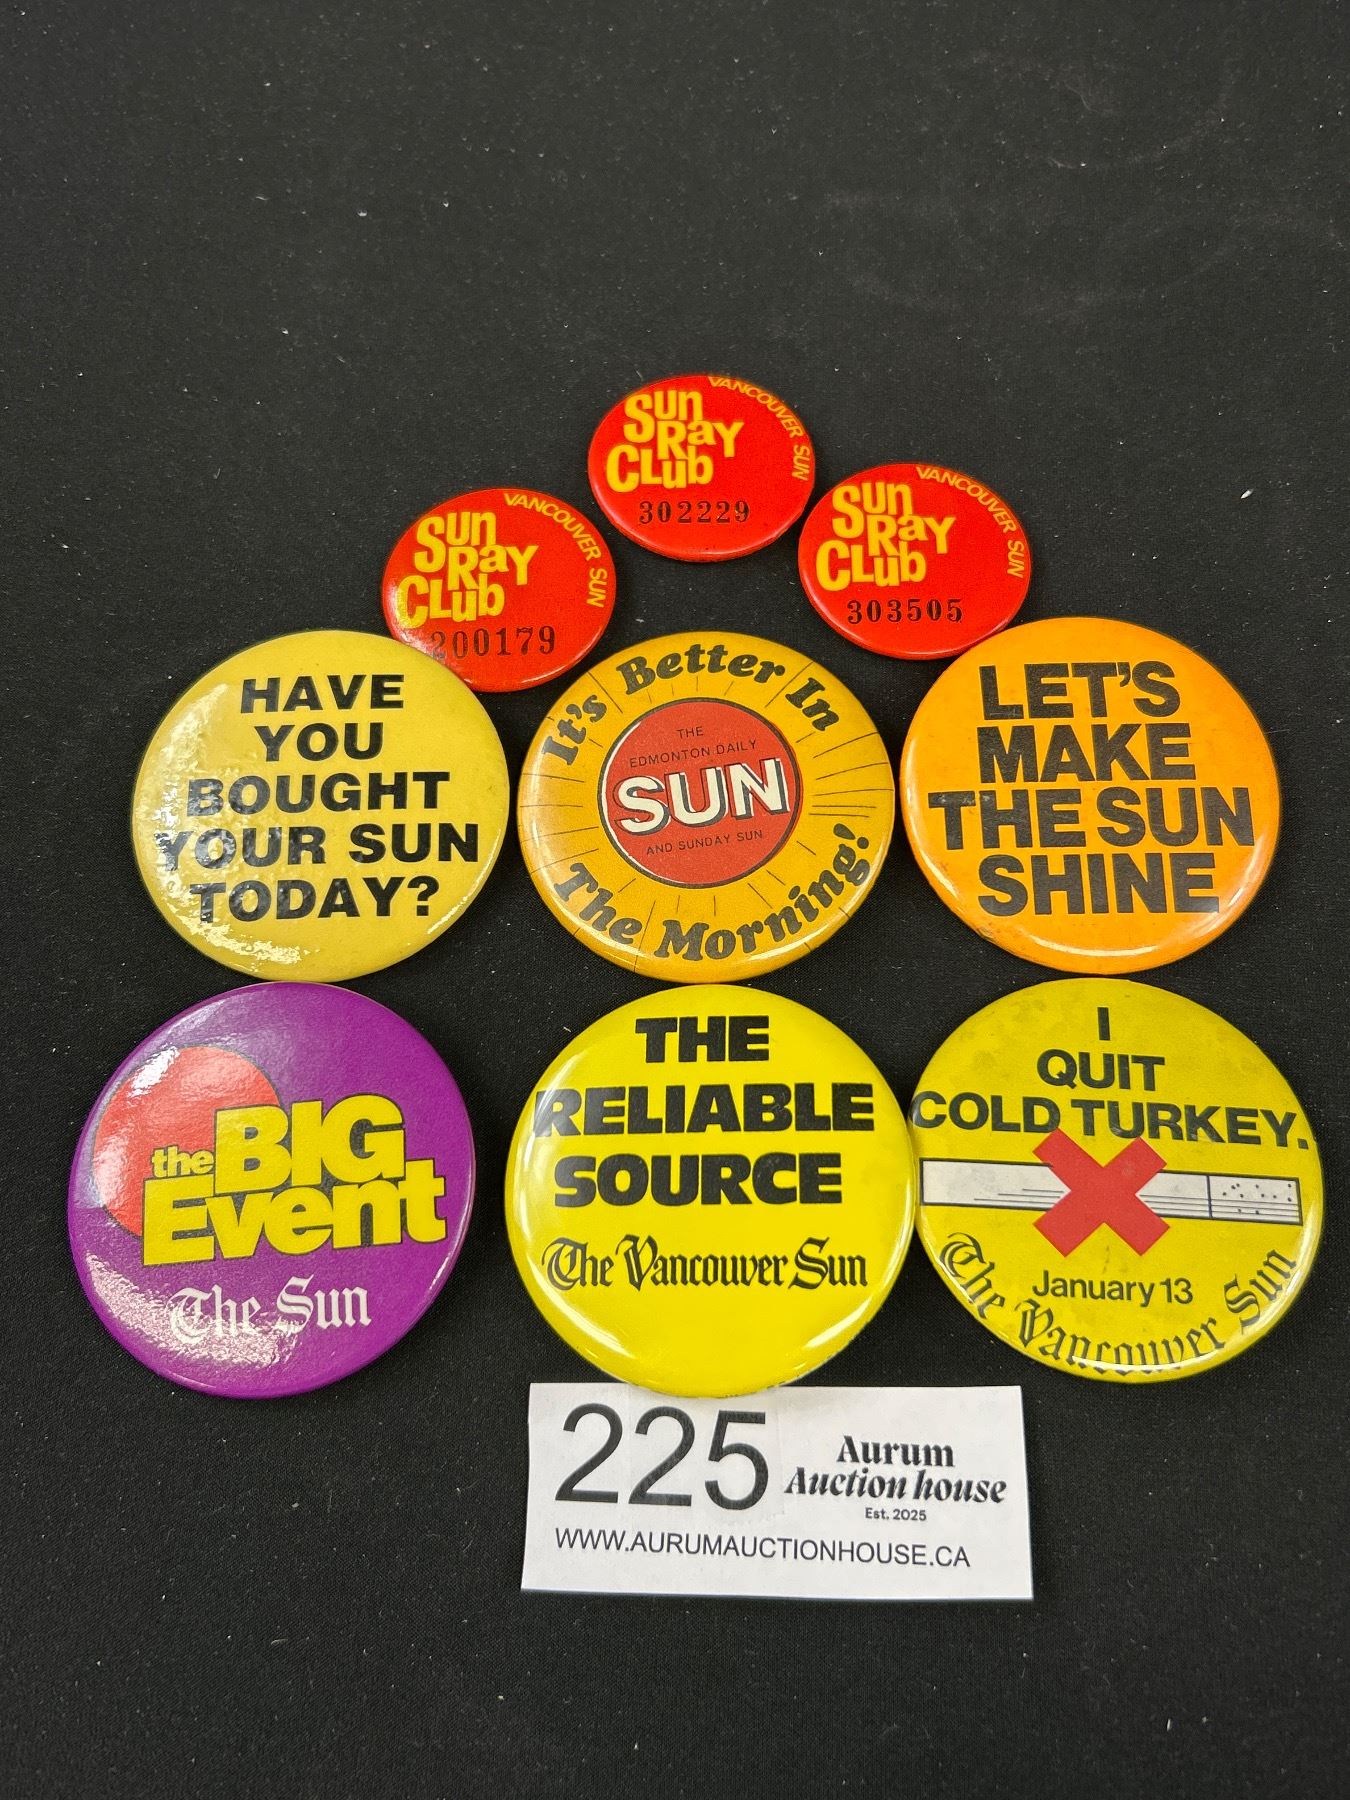 Sun
Ray
Club
VANCOUVER SUN
302229
Sun
Ray
Club
VANCOUVER SUN
200179
Sun
Ray
Club
VANCOUVER SUN
303505
HAVE
YOU
BOUGHT
YOUR SUN
TODAY?
It's Better In
THE
EDMONTON DAILY
SUN
AND SUNDAY SUN
The Morning!
LET'S
MAKE
THE SUN
SHINE
the BIG
Event
The Sun
THE
RELIABLE
SOURCE
The Vancouver Sun
I
QUIT
COLD TURKEY.
January 13
The Vancouver Sun
225
Aurum
Auction house
Est. 2025
WWW.AURUMAUCTIONHOUSE.CA